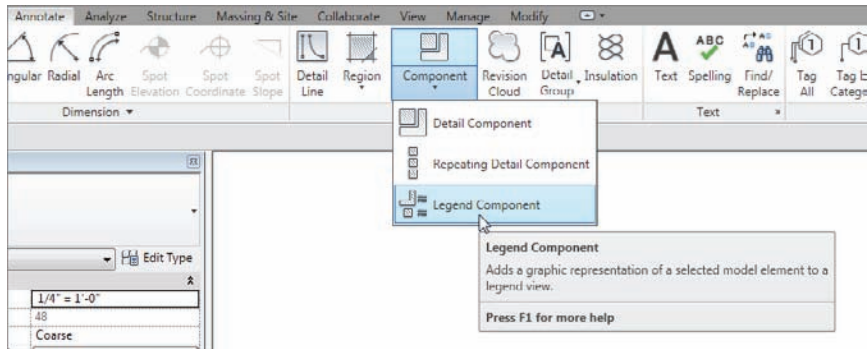 Annotate Analyze Structure Massing & Site Collaborate View Manage Modify
ngular Radial Arc Length Spot Elevation Spot Coordinate Spot Slope Detail Line Region Component Revision Cloud Detail Group Insulation ABC Text Spelling Find/ Replace Tag All Tag b Catego
Dimension Text
Detail Component
Repeating Detail Component
Legend Component
Legend Component
Adds a graphic representation of a selected model element to a
legend view.
Press F1 for more help
Edit Type
1/4" = 1'-0"
48
Coarse